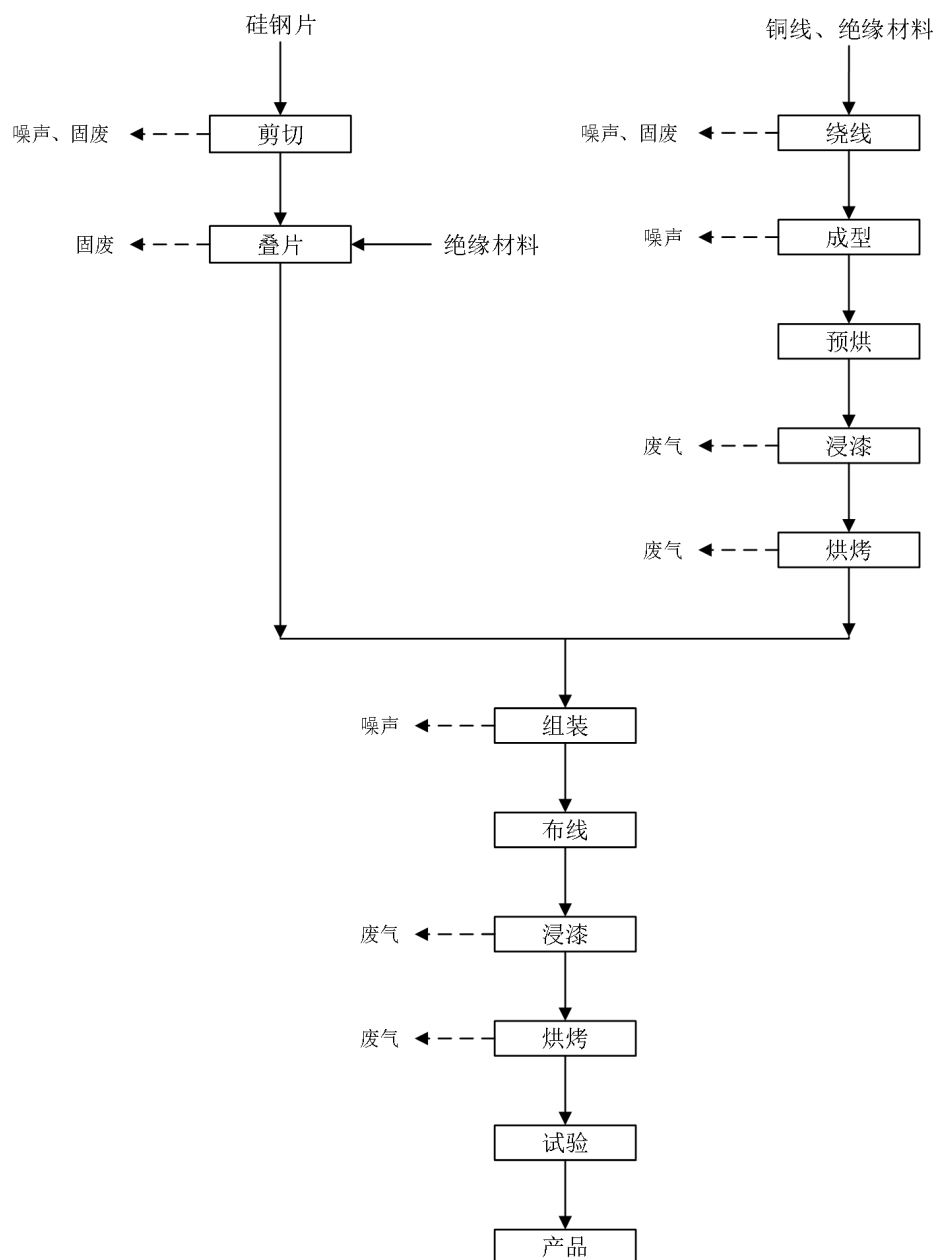 硅钢片
铜线、绝缘材料
噪声、固废
剪切
噪声、固废
绕线
固废
叠片
绝缘材料
噪声
成型
预烘
废气
浸漆
废气
烘烤
噪声
组装
布线
废气
浸漆
废气
烘烤
试验
产品